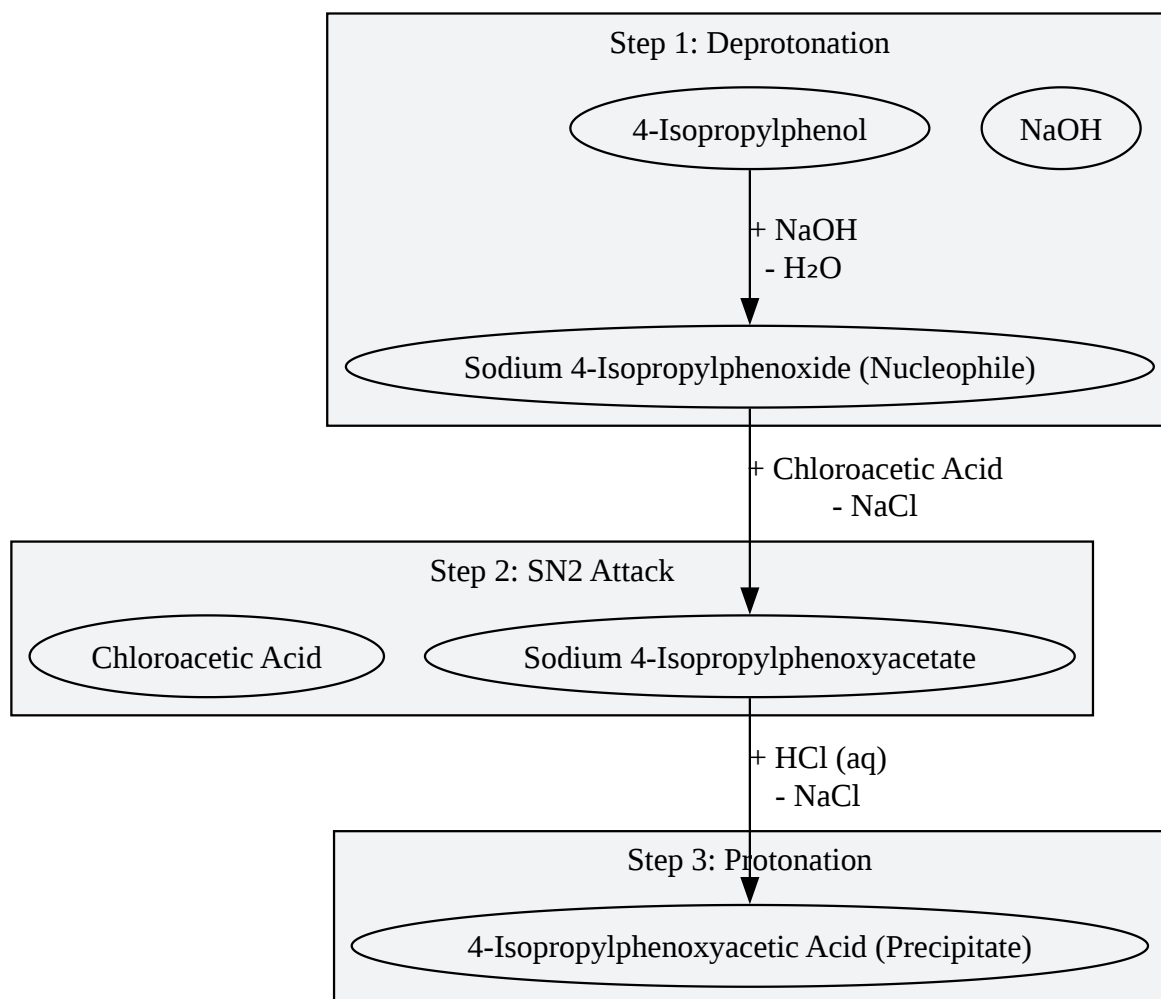 Step 1: Deprotonation
4-Isopropylphenol
NaOH
+ NaOH
- H₂O
Sodium 4-Isopropylphenoxide (Nucleophile)
+ Chloroacetic Acid
- NaCl
Step 2: SN2 Attack
Chloroacetic Acid
Sodium 4-Isopropylphenoxyacetate
+ HCl (aq)
- NaCl
Step 3: Protonation
4-Isopropylphenoxyacetic Acid (Precipitate)